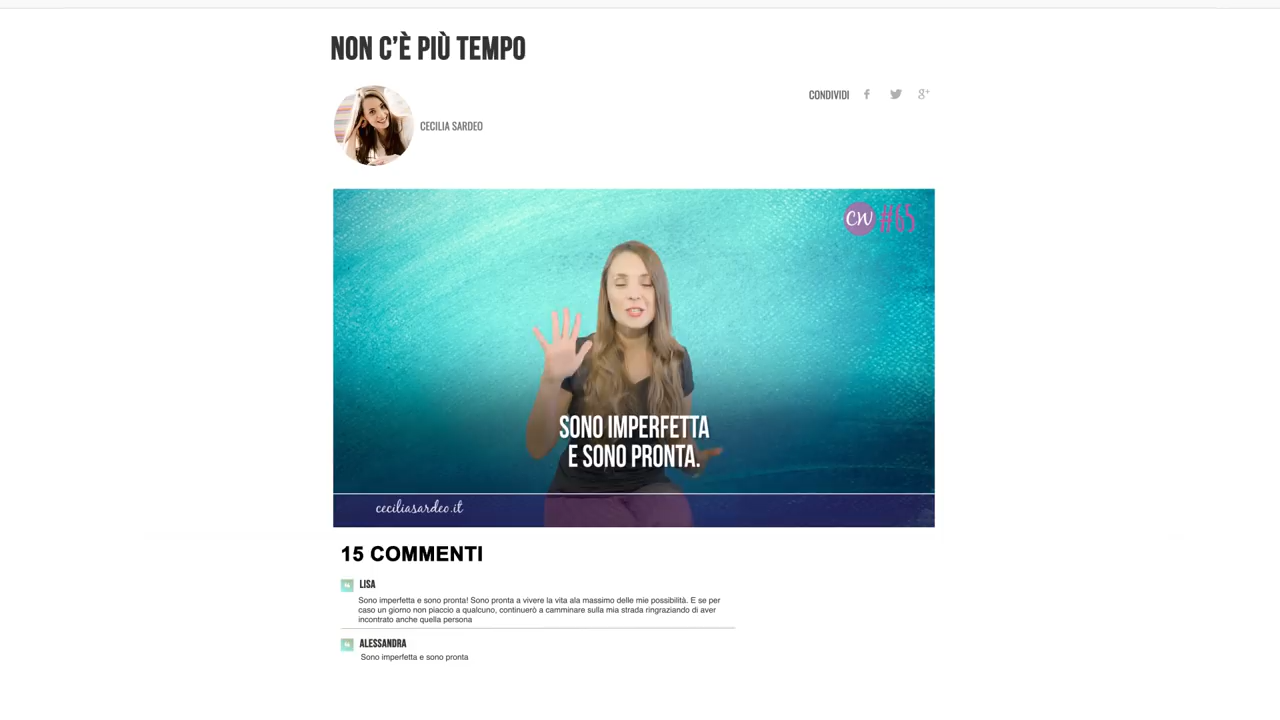 NON C'È PIÙ TEMPO
CONDIVIDI
CECILIA SARDEO
CW #65
SONO IMPERFETTA
E SONO PRONTA.
ceciliasardeo.it
15 COMMENTI
LISA
Sono imperfetta e sono pronta! Sono pronta a vivere la vita ala massimo delle mie possibilità. E se per
caso un giorno non piaccio a qualcuno, continuerò a camminare sulla mia strada ringraziando di aver
incontrato anche quella persona
ALESSANDRA
Sono imperfetta e sono pronta